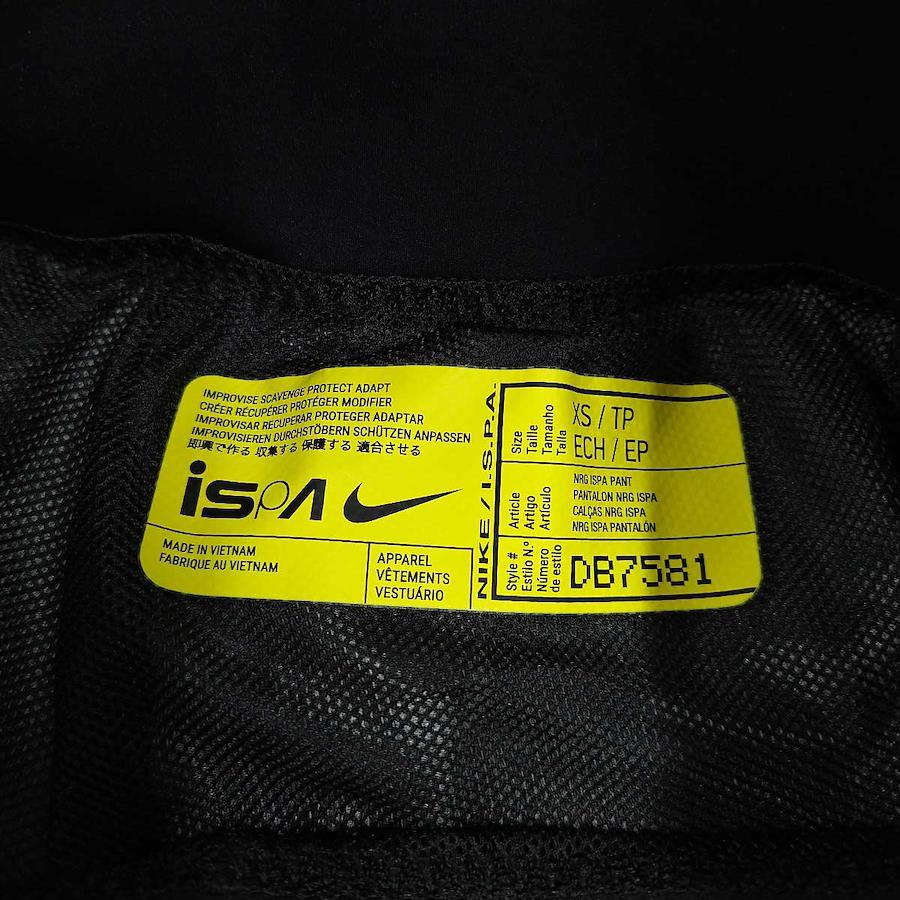 IMPROVISE SCAVENGE PROTECT ADAPT
CRÉER RÉCUPÉRER PROTÉGER MODIFIER
IMPROVISAR RECUPERAR PROTEGER ADAPTAR
IMPROVISIEREN DURCHSTÖBERN SCHÜTZEN ANPASSEN
即興で作る 収集する 保護する 適合させる
ispA
MADE IN VIETNAM
FABRIQUE AU VIETNAM
APPAREL
VÊTEMENTS
VESTUÁRIO
NIKE/I.S.P.A.
Size
Taille
Tamanho
Talla
XS / TP
ECH / EP
Article
Artigo
Artículo
NRG ISPA PANT
PANTALON NRG ISPA
CALÇAS NRG ISPA
NRG ISPA PANTALÓN
Style #
Estilo N.º
Número
de estilo
DB7581